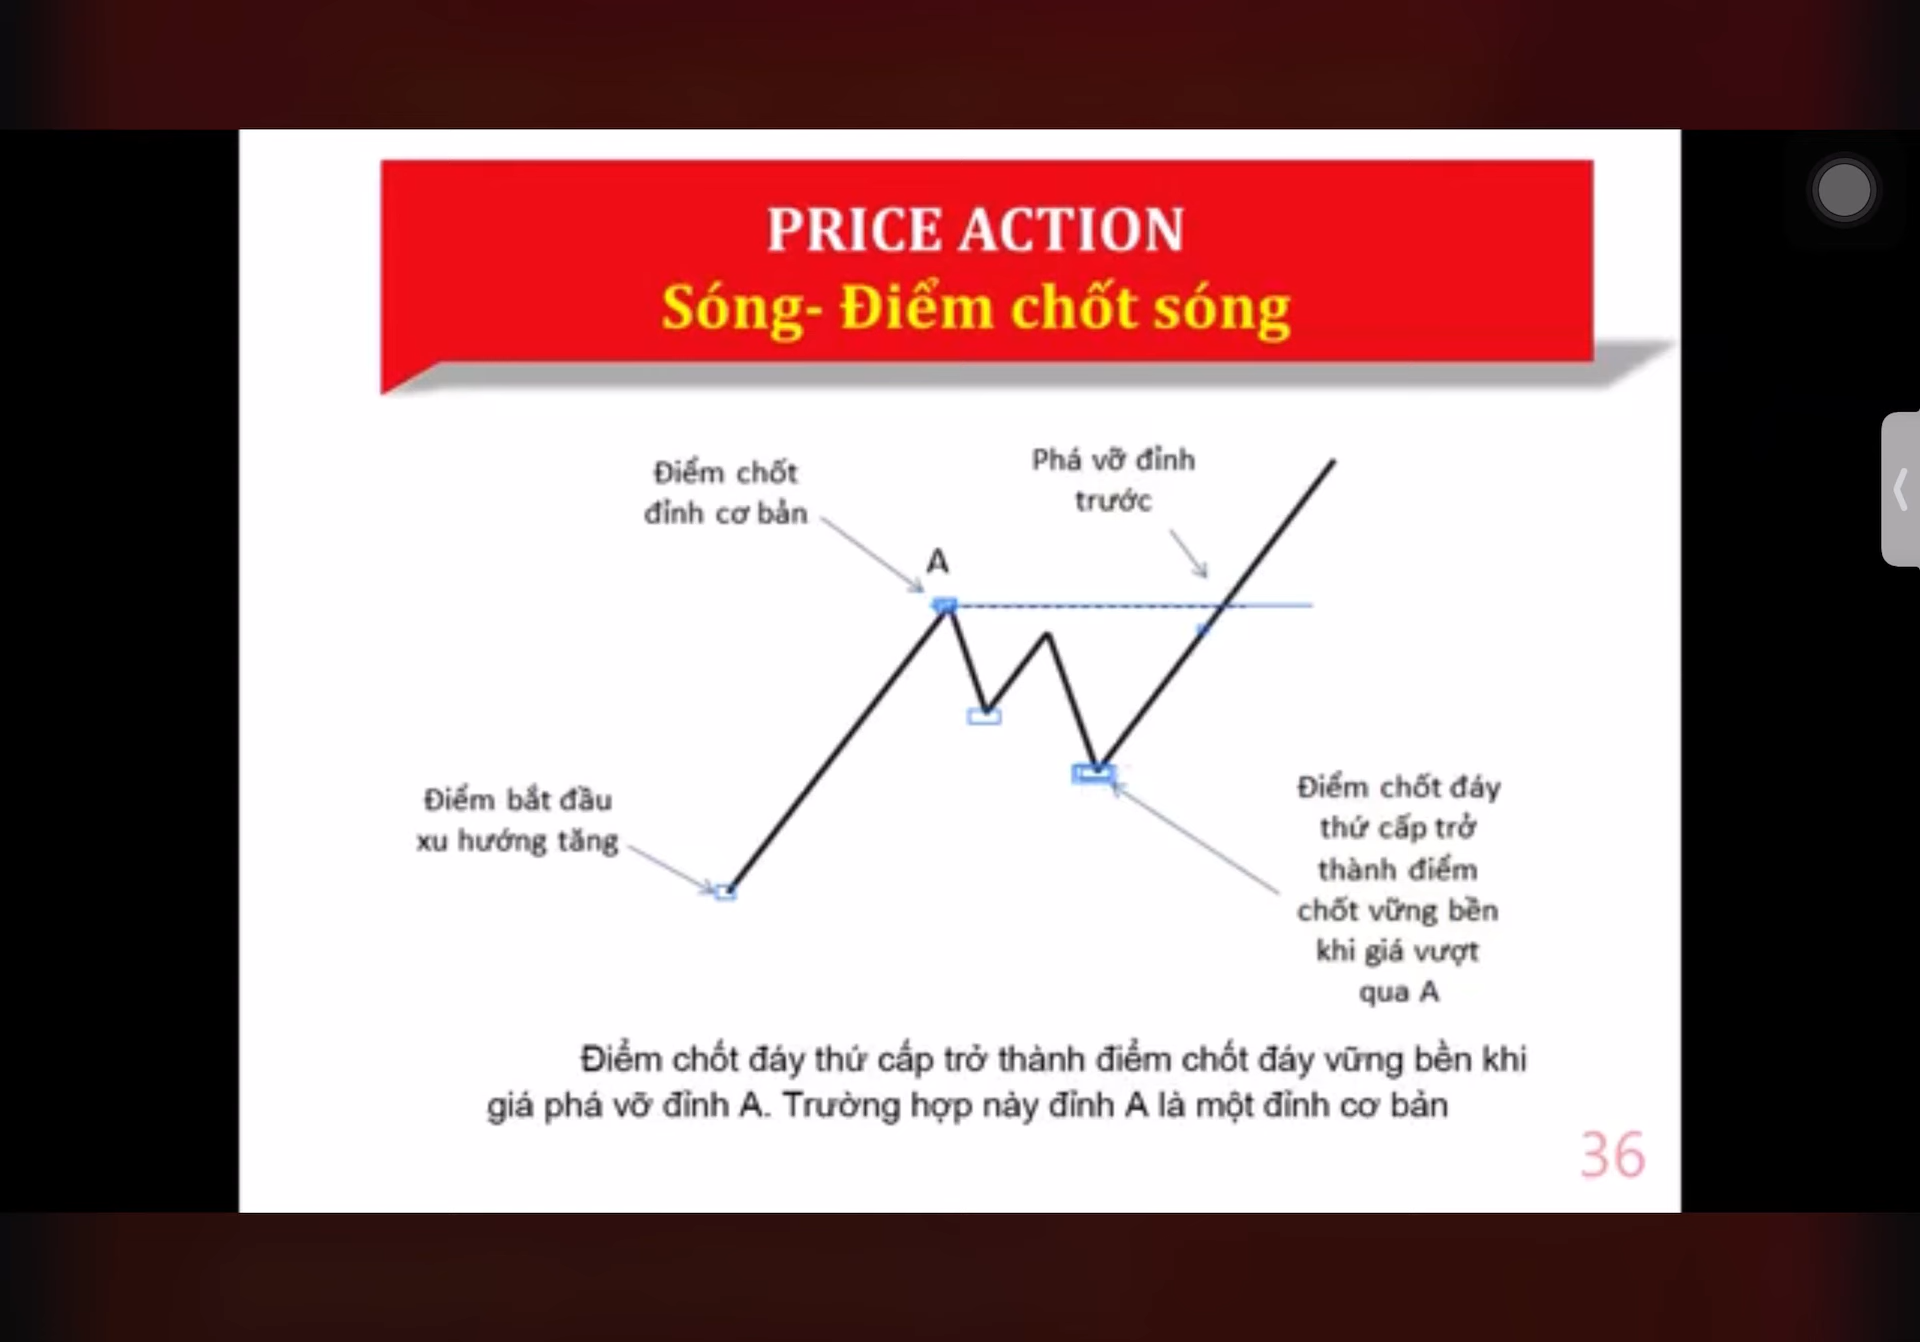 PRICE ACTION
Sóng- Điểm chốt sóng
Điểm chốt
đỉnh cơ bản
Phá vỡ đỉnh
trước
A
Điểm bắt đầu
xu hướng tăng
Điểm chốt đáy
thứ cấp trở
thành điểm
chốt vững bền
khi giá vượt
qua A
Điểm chốt đáy thứ cấp trở thành điểm chốt đáy vững bền khi
giá phá vỡ đỉnh A. Trường hợp này đỉnh A là một đỉnh cơ bản
36